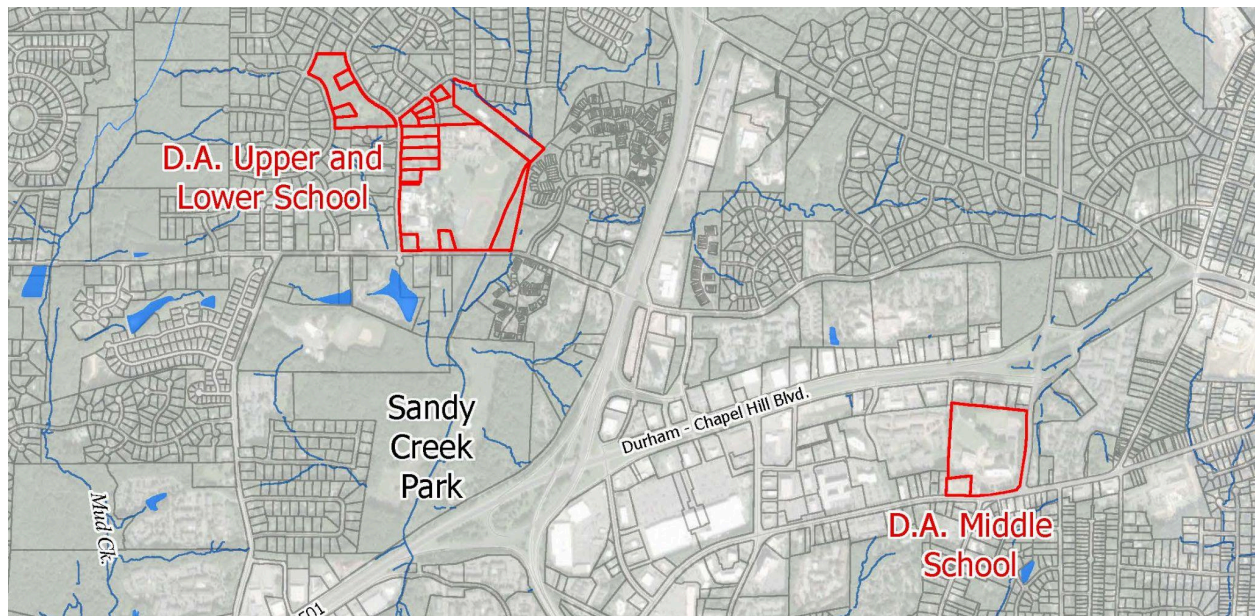 D.A. Upper and
Lower School
Sandy
Creek
Park
Durham - Chapel Hill Blvd.
D.A. Middle
School
Mud Ck.